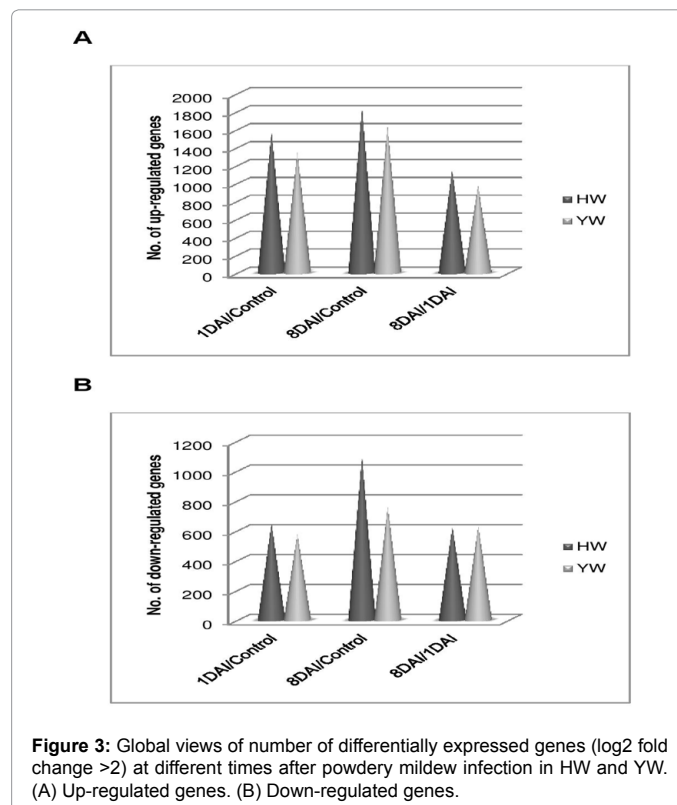 A
No. of up-regulated genes
2000
1800
1600
1400
1200
1000
800
600
400
200
0
1DAI/Control
8DAI/Control
8DAI/1DAI
HW
YW
B
No. of down-regulated genes
1200
1000
800
600
400
200
0
1DAI/Control
8DAI/Control
8DAI/1DAI
HW
YW
Figure 3: Global views of number of differentially expressed genes (log2 fold
change >2) at different times after powdery mildew infection in HW and YW.
(A) Up-regulated genes. (B) Down-regulated genes.